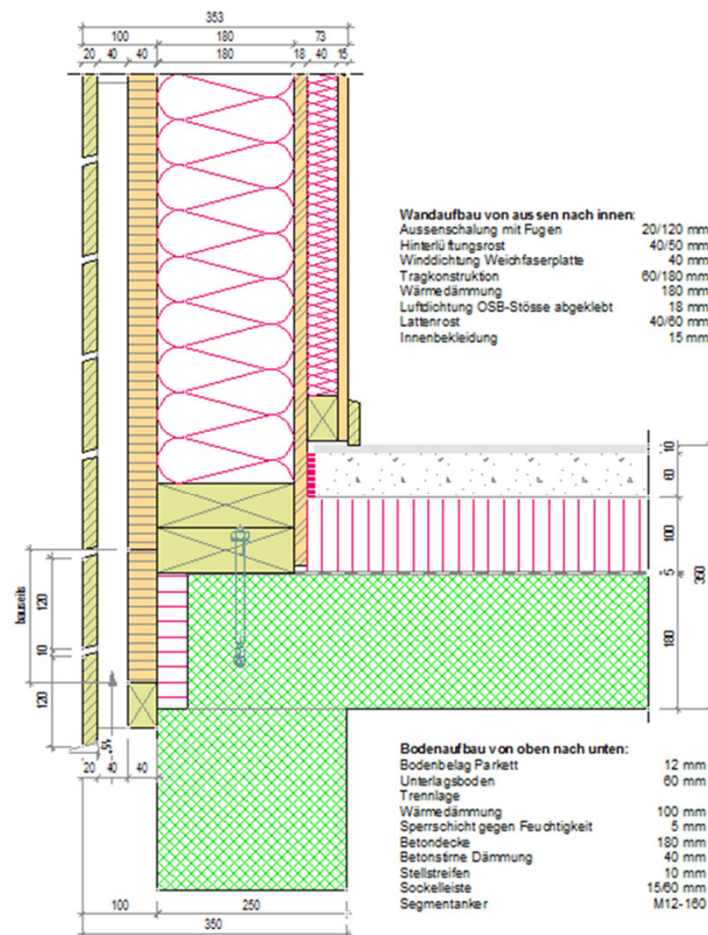 353
100 180 73
20 40 40 180 18 40 15
Wandaufbau von aussen nach innen:
Aussenschalung mit Fugen 20/120 mm
Hinterlüftungsrost 40/50 mm
Winddichtung Weichfaserplatte 40 mm
Tragkonstruktion 60/180 mm
Wärmedämmung 180 mm
Luftdichtung OSB-Stösse abgeklebt 18 mm
Lattenrost 40/60 mm
Innenbekleidung 15 mm
10
60
100
5
180
350
bauseits
120
10
120
20 40 40
100 250
350
Bodenaufbau von oben nach unten:
Bodenbelag Parkett 12 mm
Unterlagsboden 60 mm
Trennlage
Wärmedämmung 100 mm
Sperrschicht gegen Feuchtigkeit 5 mm
Betondecke 180 mm
Betonstirne Dämmung 40 mm
Stellstreifen 10 mm
Sockelleiste 15/60 mm
Segmentanker M12-160